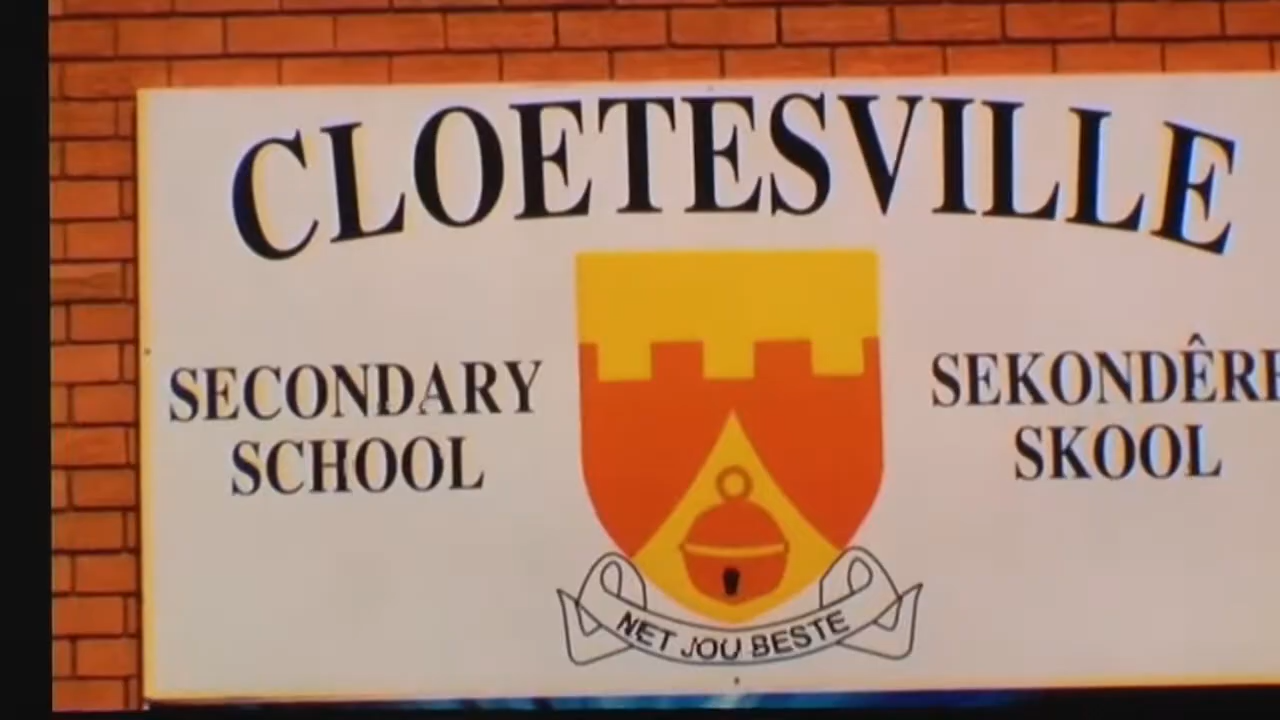 CLOETESVILLE
SECONDARY
SCHOOL
SEKONDÊRE
SKOOL
NET JOU BESTE